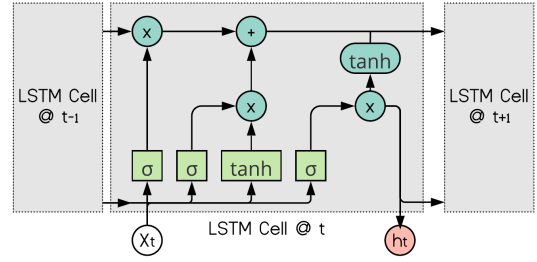 x
+
tanh
LSTM Cell
@ t-1
x
x
LSTM Cell
@ t+1
σ
σ
tanh
σ
LSTM Cell @ t
Xt
ht